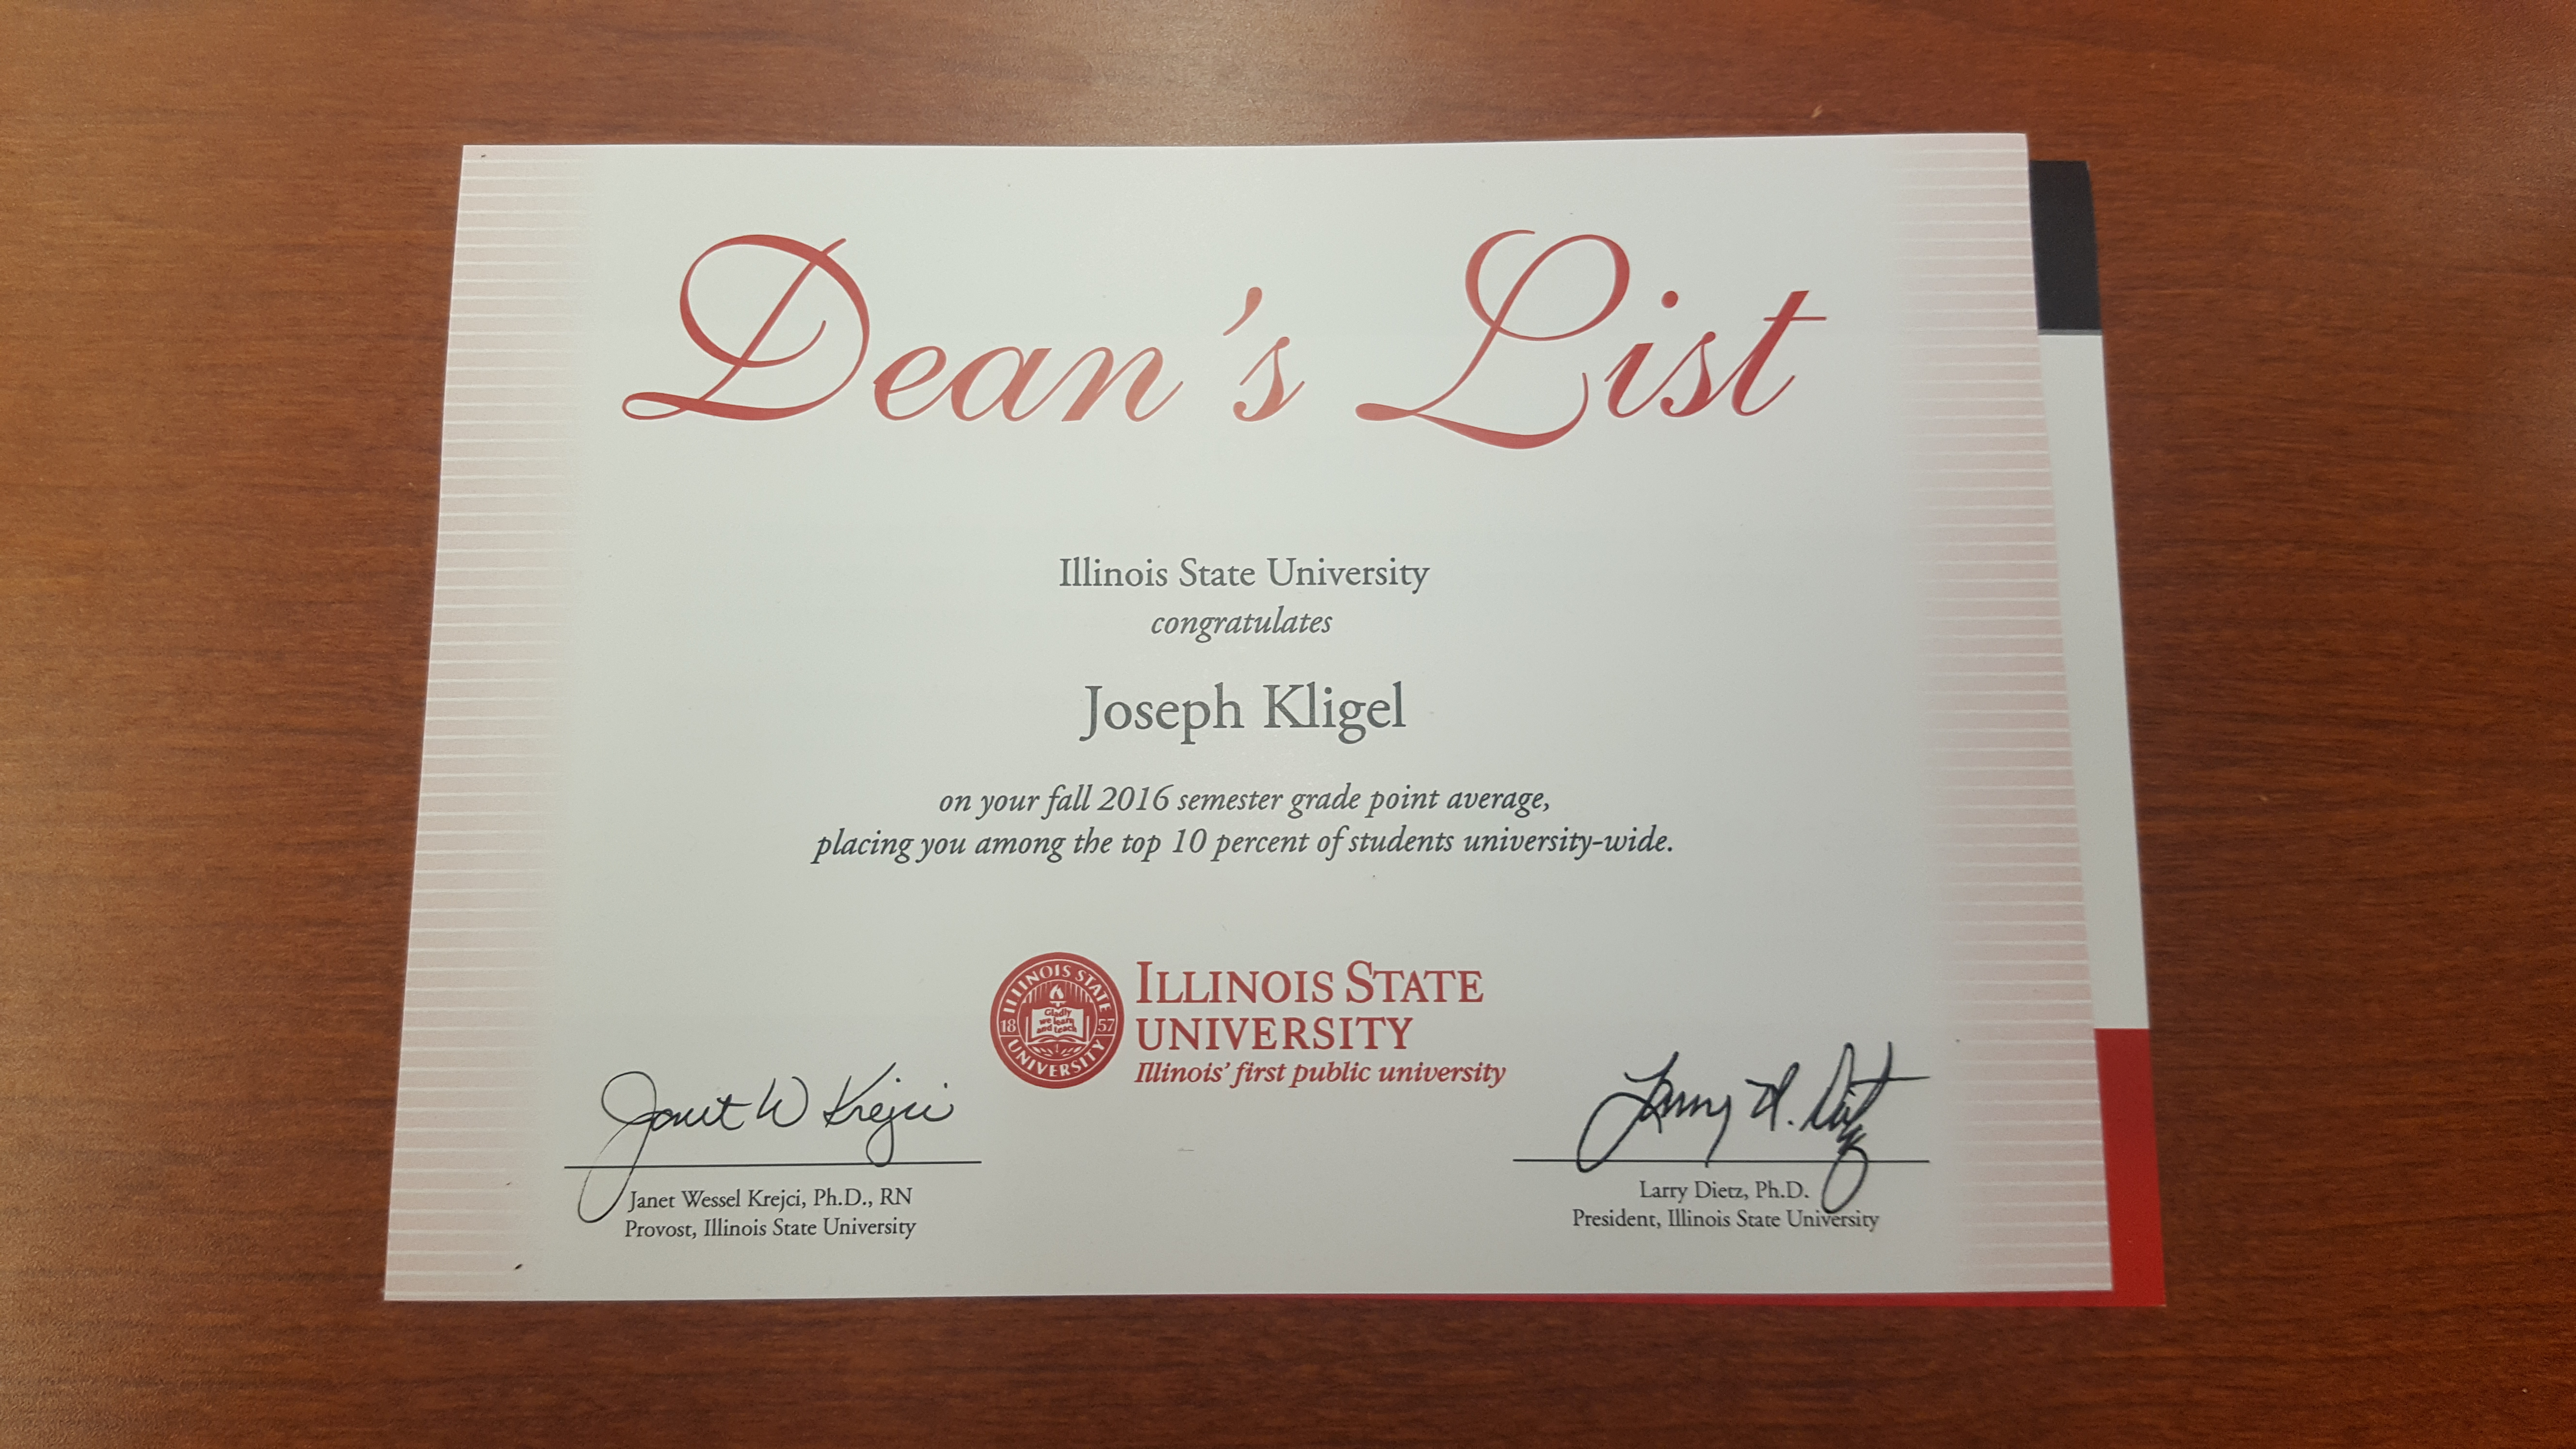 Dean's List
Illinois State University
congratulates
Joseph Kligel
on your fall 2016 semester grade point average,
placing you among the top 10 percent of students university-wide.
ILLINOIS STATE UNIVERSITY
18 57
Gladly
we learn
and teach
ILLINOIS STATE
UNIVERSITY
Illinois' first public university
Janet W Krejci
Janet Wessel Krejci, Ph.D., RN
Provost, Illinois State University
Larry H. Dietz
Larry Dietz, Ph.D.
President, Illinois State University